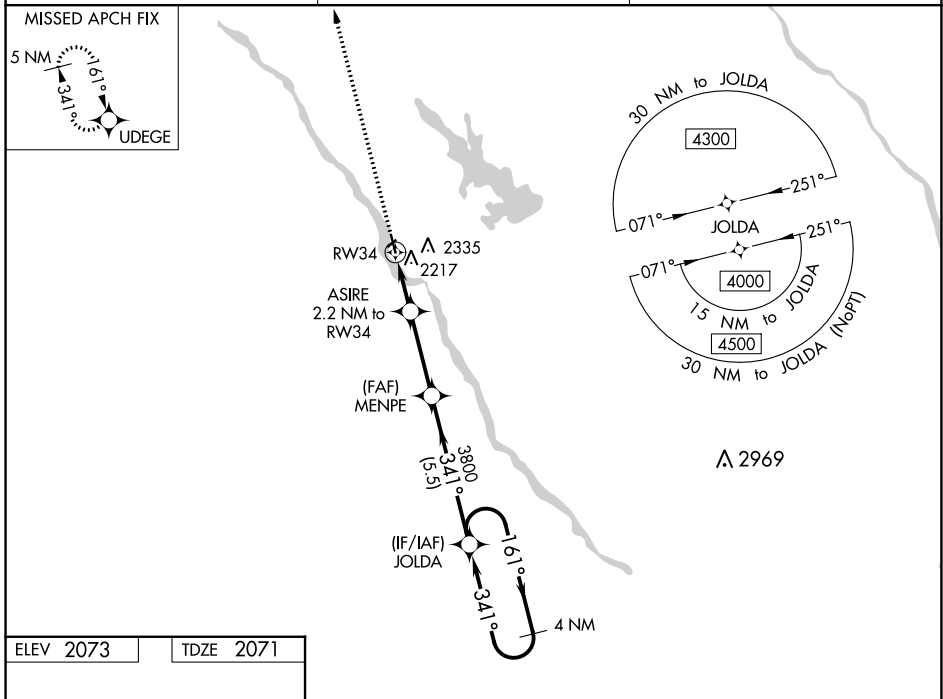 MISSED APCH FIX
5 NM
161°
341°
UDEGE
30 NM to JOLDA
4300
251°
071°
JOLDA
251°
071°
4000
15 NM to JOLDA
4500
30 NM to JOLDA (NoPT)
RW34
2335
2217
ASIRE
2.2 NM to
RW34
(FAF)
MENPE
2969
3800
341°
(5.5)
(IF/IAF)
JOLDA
161°
341°
4 NM
ELEV 2073
TDZE 2071